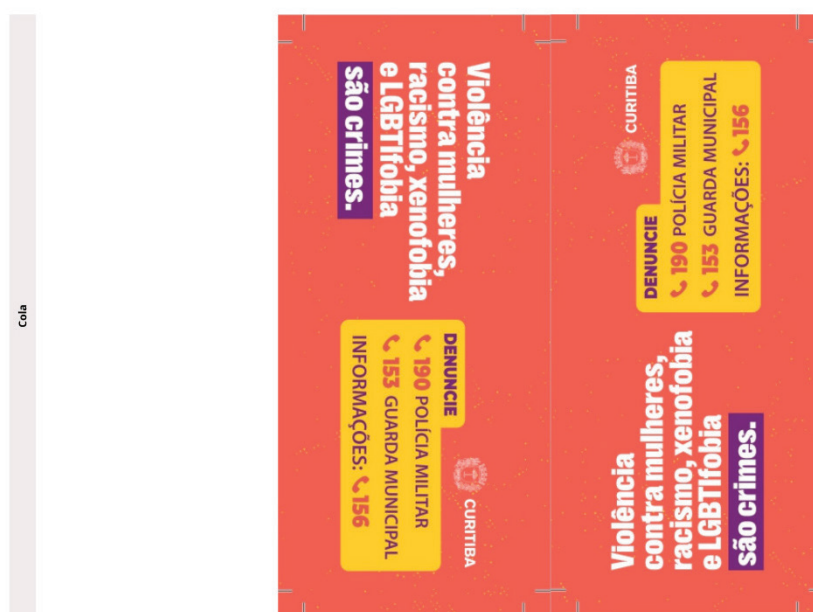 Cola
Violência
contra mulheres,
racismo, xenofobia
e LGBTIfobia
são crimes.
DENUNCIE
190 POLÍCIA MILITAR
153 GUARDA MUNICIPAL
INFORMAÇÕES: 156
CURITIBA
Violência
contra mulheres,
racismo, xenofobia
e LGBTIfobia
são crimes.
DENUNCIE
190 POLÍCIA MILITAR
153 GUARDA MUNICIPAL
INFORMAÇÕES: 156
CURITIBA